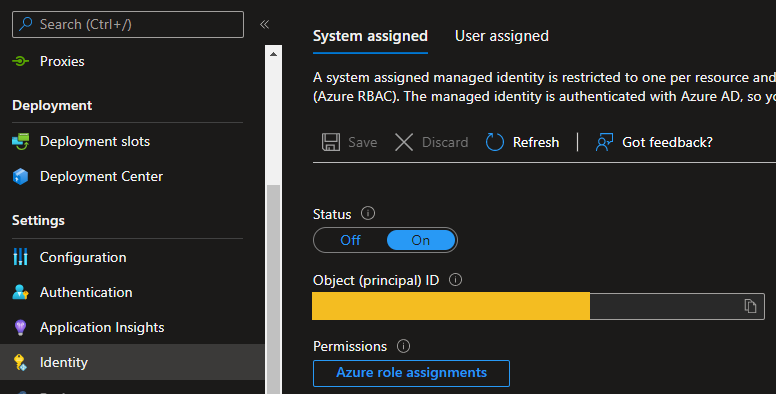 Search (Ctrl+/)
Proxies
Deployment
Deployment slots
Deployment Center
Settings
Configuration
Authentication
Application Insights
Identity
System assigned User assigned
A system assigned managed identity is restricted to one per resource and
(Azure RBAC). The managed identity is authenticated with Azure AD, so yo
Save Discard Refresh Got feedback?
Status
Off On
Object (principal) ID
Permissions
Azure role assignments